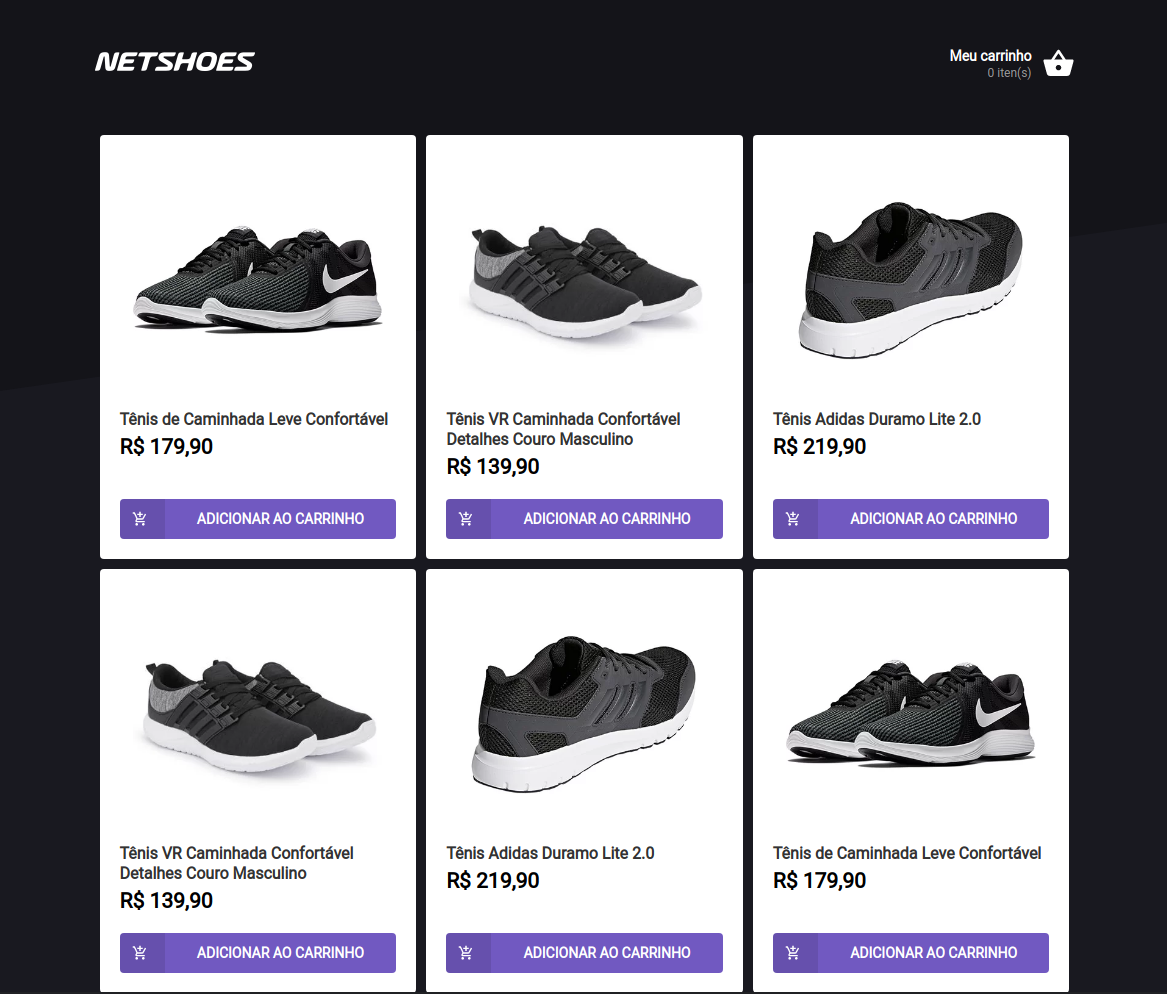 NETSHOES
Meu carrinho
0 iten(s)
Tênis de Caminhada Leve Confortável
R$ 179,90
ADICIONAR AO CARRINHO
Tênis VR Caminhada Confortável
Detalhes Couro Masculino
R$ 139,90
ADICIONAR AO CARRINHO
Tênis Adidas Duramo Lite 2.0
R$ 219,90
ADICIONAR AO CARRINHO
Tênis VR Caminhada Confortável
Detalhes Couro Masculino
R$ 139,90
ADICIONAR AO CARRINHO
Tênis Adidas Duramo Lite 2.0
R$ 219,90
ADICIONAR AO CARRINHO
Tênis de Caminhada Leve Confortável
R$ 179,90
ADICIONAR AO CARRINHO